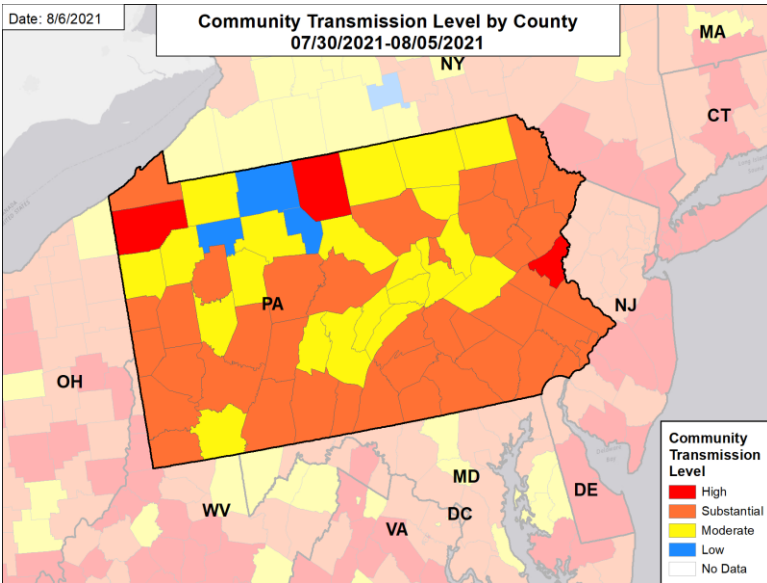 Date: 8/6/2021
Community Transmission Level by County
07/30/2021-08/05/2021
MA
NY
CT
PA
NJ
OH
MD
DE
WV
DC
VA
Community
Transmission
Level
High
Substantial
Moderate
Low
No Data